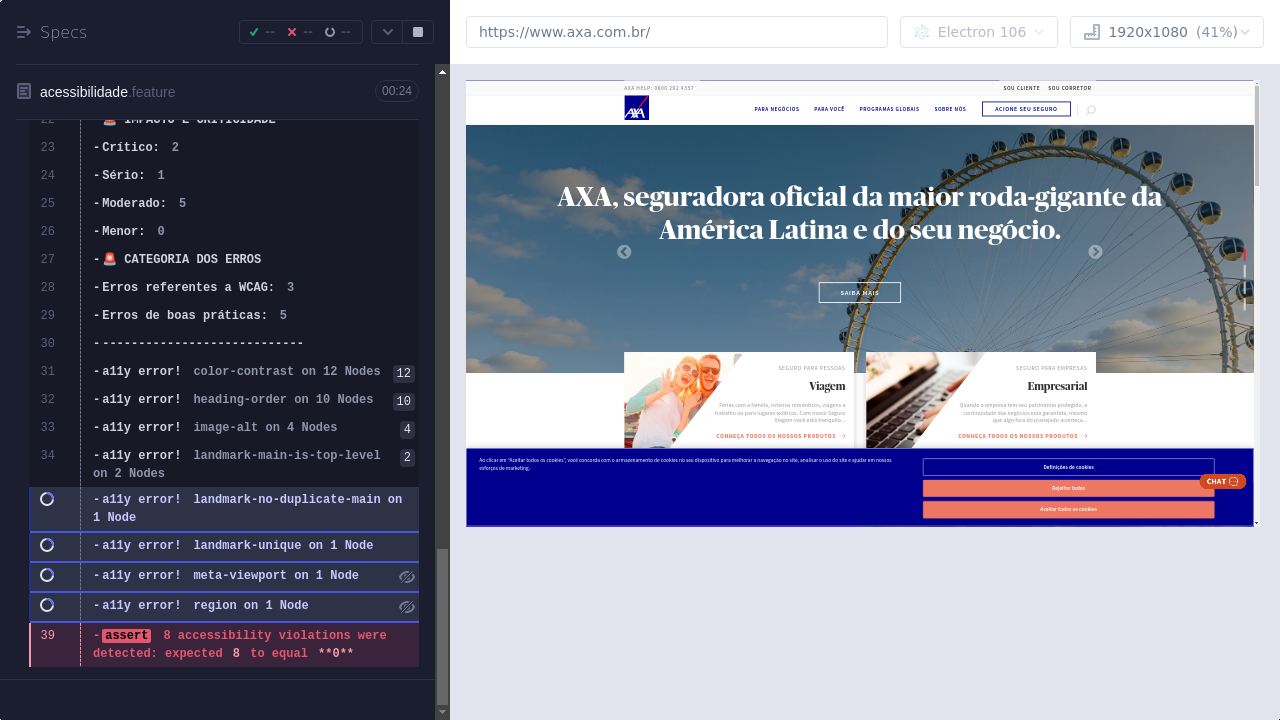 Specs
--
--
--
https://www.axa.com.br/
Electron 106
1920x1080 (41%)
acessibilidade.feature
00:24
22 IMPACTO E CRITICIDADE
23 -Crítico: 2
24 -Sério: 1
25 -Moderado: 5
26 -Menor: 0
27 -🚨 CATEGORIA DOS ERROS
28 -Erros referentes a WCAG: 3
29 -Erros de boas práticas: 5
30 -----------------------------
31 -a11y error! color-contrast on 12 Nodes 12
32 -a11y error! heading-order on 10 Nodes 10
33 -a11y error! image-alt on 4 Nodes 4
34 -a11y error! landmark-main-is-top-level 2
-a11y error! landmark-no-duplicate-main on
1 Node
-a11y error! landmark-unique on 1 Node
-a11y error! meta-viewport on 1 Node
-a11y error! region on 1 Node
39 -assert 8 accessibility violations were
detected: expected 8 to equal **0**
AXA HELP: 0800 292 4357
SOU CLIENTE SOU CORRETOR
AXA
PARA NEGÓCIOS PARA VOCÊ PROGRAMAS GLOBAIS SOBRE NÓS ACIONE SEU SEGURO
AXA, seguradora oficial da maior roda-gigante da
América Latina e do seu negócio.
SAIBA MAIS
SEGURO PARA PESSOAS
Viagem
Férias com a família, roteiros românticos, viagens a
trabalho ou para lugares exóticos. Com nosso Seguro
Viagem você está tranquilo...
CONHEÇA TODOS OS NOSSOS PRODUTOS
SEGURO PARA EMPRESAS
Empresarial
Quando a empresa tem seu patrimônio protegido, a
continuidade dos negócios está garantida, mesmo
que algo fora do planejado aconteça...
CONHEÇA TODOS OS NOSSOS PRODUTOS
Ao clicar em "Aceitar todos os cookies", você concorda com o armazenamento de cookies no seu dispositivo para melhorar a navegação no site, analisar o uso do site e ajudar em nossos
esforços de marketing.
Definições de cookies
Rejeitar todos
Aceitar todos os cookies
CHAT